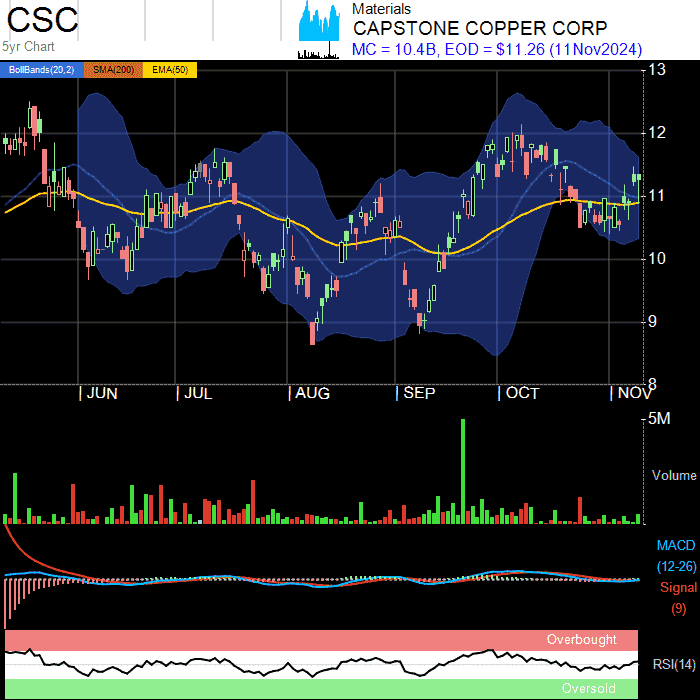 CSC
5yr Chart
Materials
CAPSTONE COPPER CORP
MC = 10.4B, EOD = $11.26 (11Nov2024)
BollBands(20,2) SMA(200) EMA(50)
13
12
11
10
9
8
JUN JUL AUG SEP OCT NOV
5M
Volume
MACD
(12-26)
Signal
(9)
Overbought
RSI(14)
Oversold